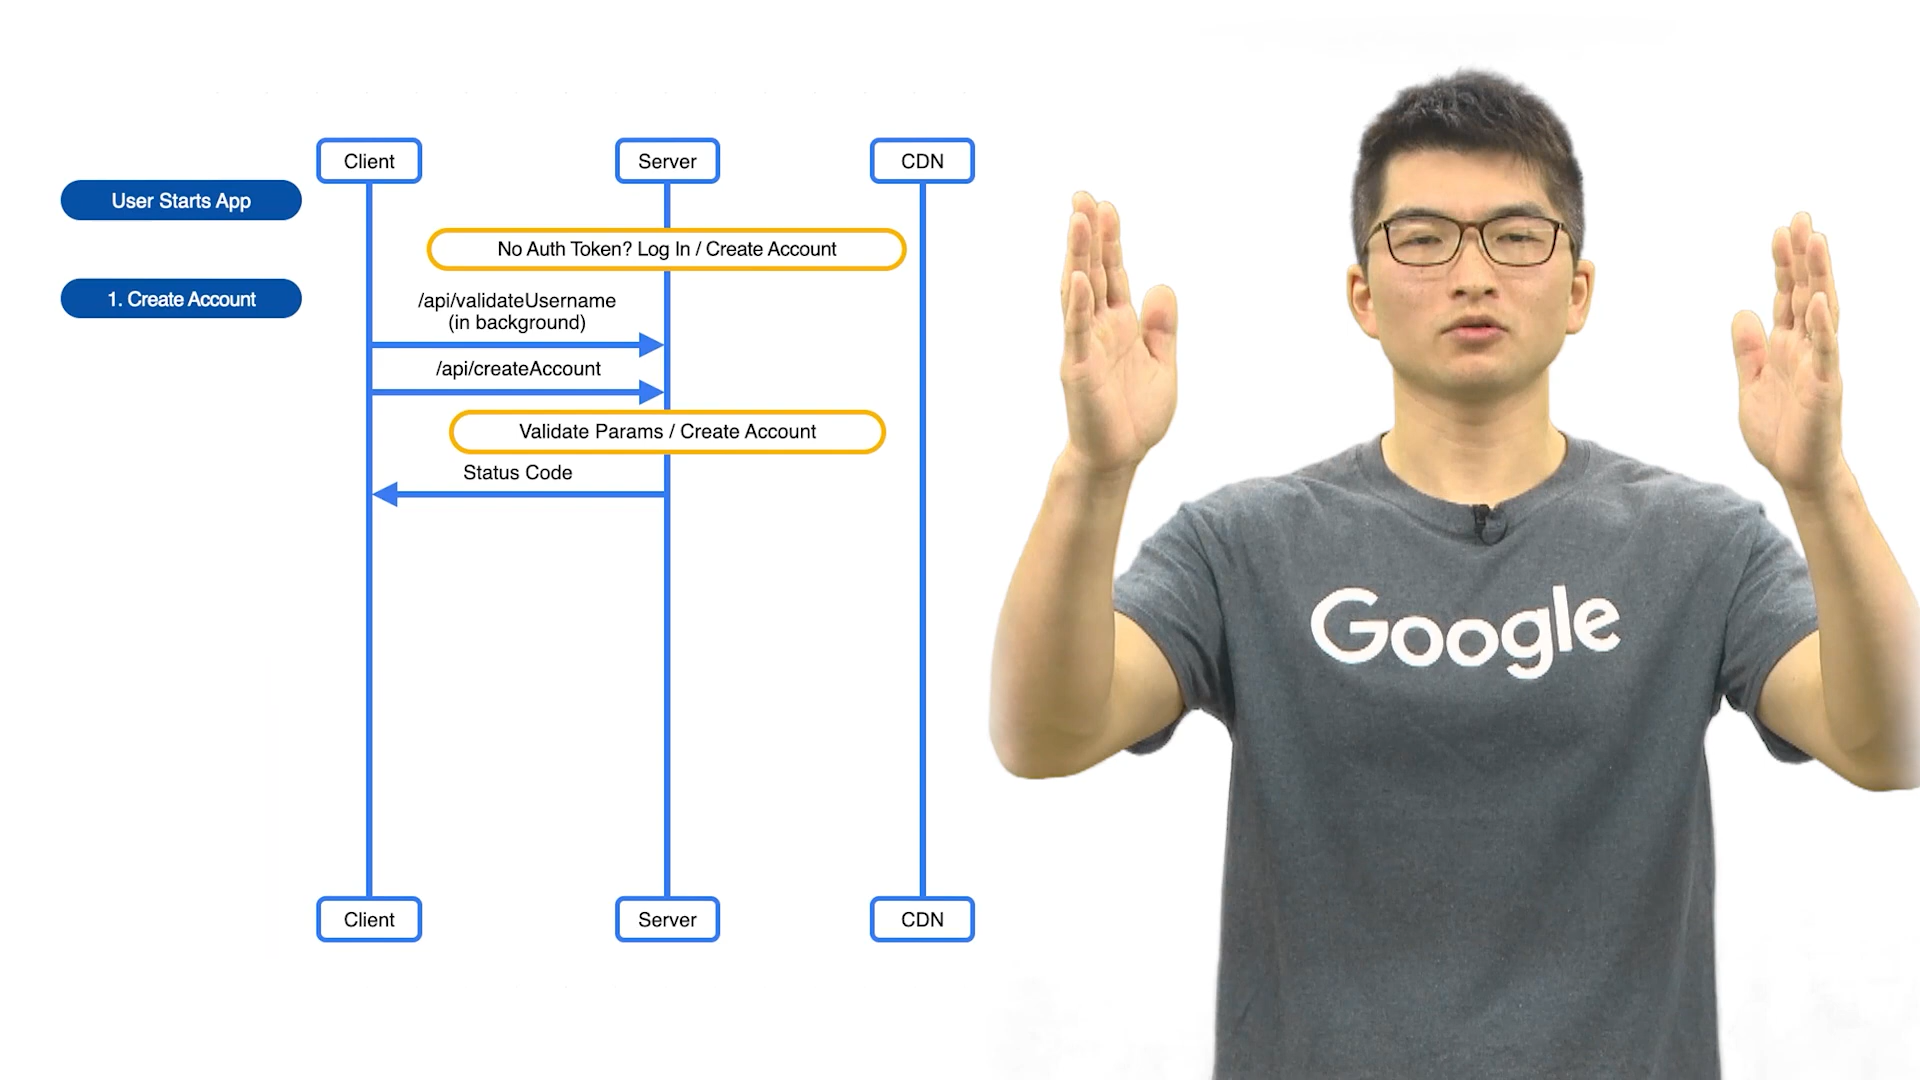 Client
Server
CDN
User Starts App
No Auth Token? Log In / Create Account
1. Create Account
/api/validateUsername
(in background)
/api/createAccount
Validate Params / Create Account
Status Code
Client
Server
CDN
Google